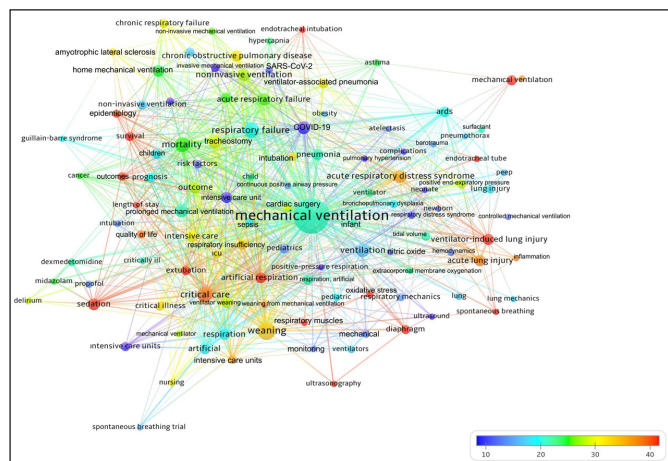 chronic respiratory failure
endotracheal intubation
non-invasive mechanical ventilation
hypercapnia
amyotrophic lateral sclerosis
chronic obstructive pulmonary disease
asthma
invasive mechanical ventilation
SARS-CoV-2
home mechanical ventilation
noninvasive ventilation
ventilator-associated pneumonia
mechanical ventilation
non-invasive ventilation
acute respiratory failure
obesity
ards
epidemiology
respiratory failure
COVID-19
atelectasis
surfactant
pneumothorax
guillain-barre syndrome
survival
mortality
tracheostomy
barotrauma
children
intubation
pneumonia
complications
endotracheal tube
risk factors
pulmonary hypertension
cancer
outcomes
prognosis
child
acute respiratory distress syndrome
peep
outcome
continuous positive airway pressure
positive end-expiratory pressure
neonate
lung injury
intensive care unit
ventilator
length of stay
cardiac surgery
bronchopulmonary dysplasia
prolonged mechanical ventilation
mechanical ventilation
respiratory distress syndrome
newborn
controlled mechanical ventilation
intubation
sepsis
infant
tidal volume
quality of life
intensive care
ventilator-induced lung injury
respiratory insufficiency
pediatrics
ventilation
nitric oxide
hemodynamics
inflammation
dexmedetomidine
critically ill
icu
positive-pressure respiration
acute lung injury
extubation
extracorporeal membrane oxygenation
midazolam
propofol
artificial respiration
respiration, artificial
oxidative stress
delirium
sedation
critical care
pediatric
respiratory mechanics
lung
lung mechanics
critical illness
ventilator weaning
weaning from mechanical ventilation
ultrasound
spontaneous breathing
respiratory muscles
mechanical ventilator
respiration
weaning
mechanical
diaphragm
intensive care units
artificial
monitoring
ventilators
intensive care units
nursing
ultrasonography
spontaneous breathing trial
10 20 30 40